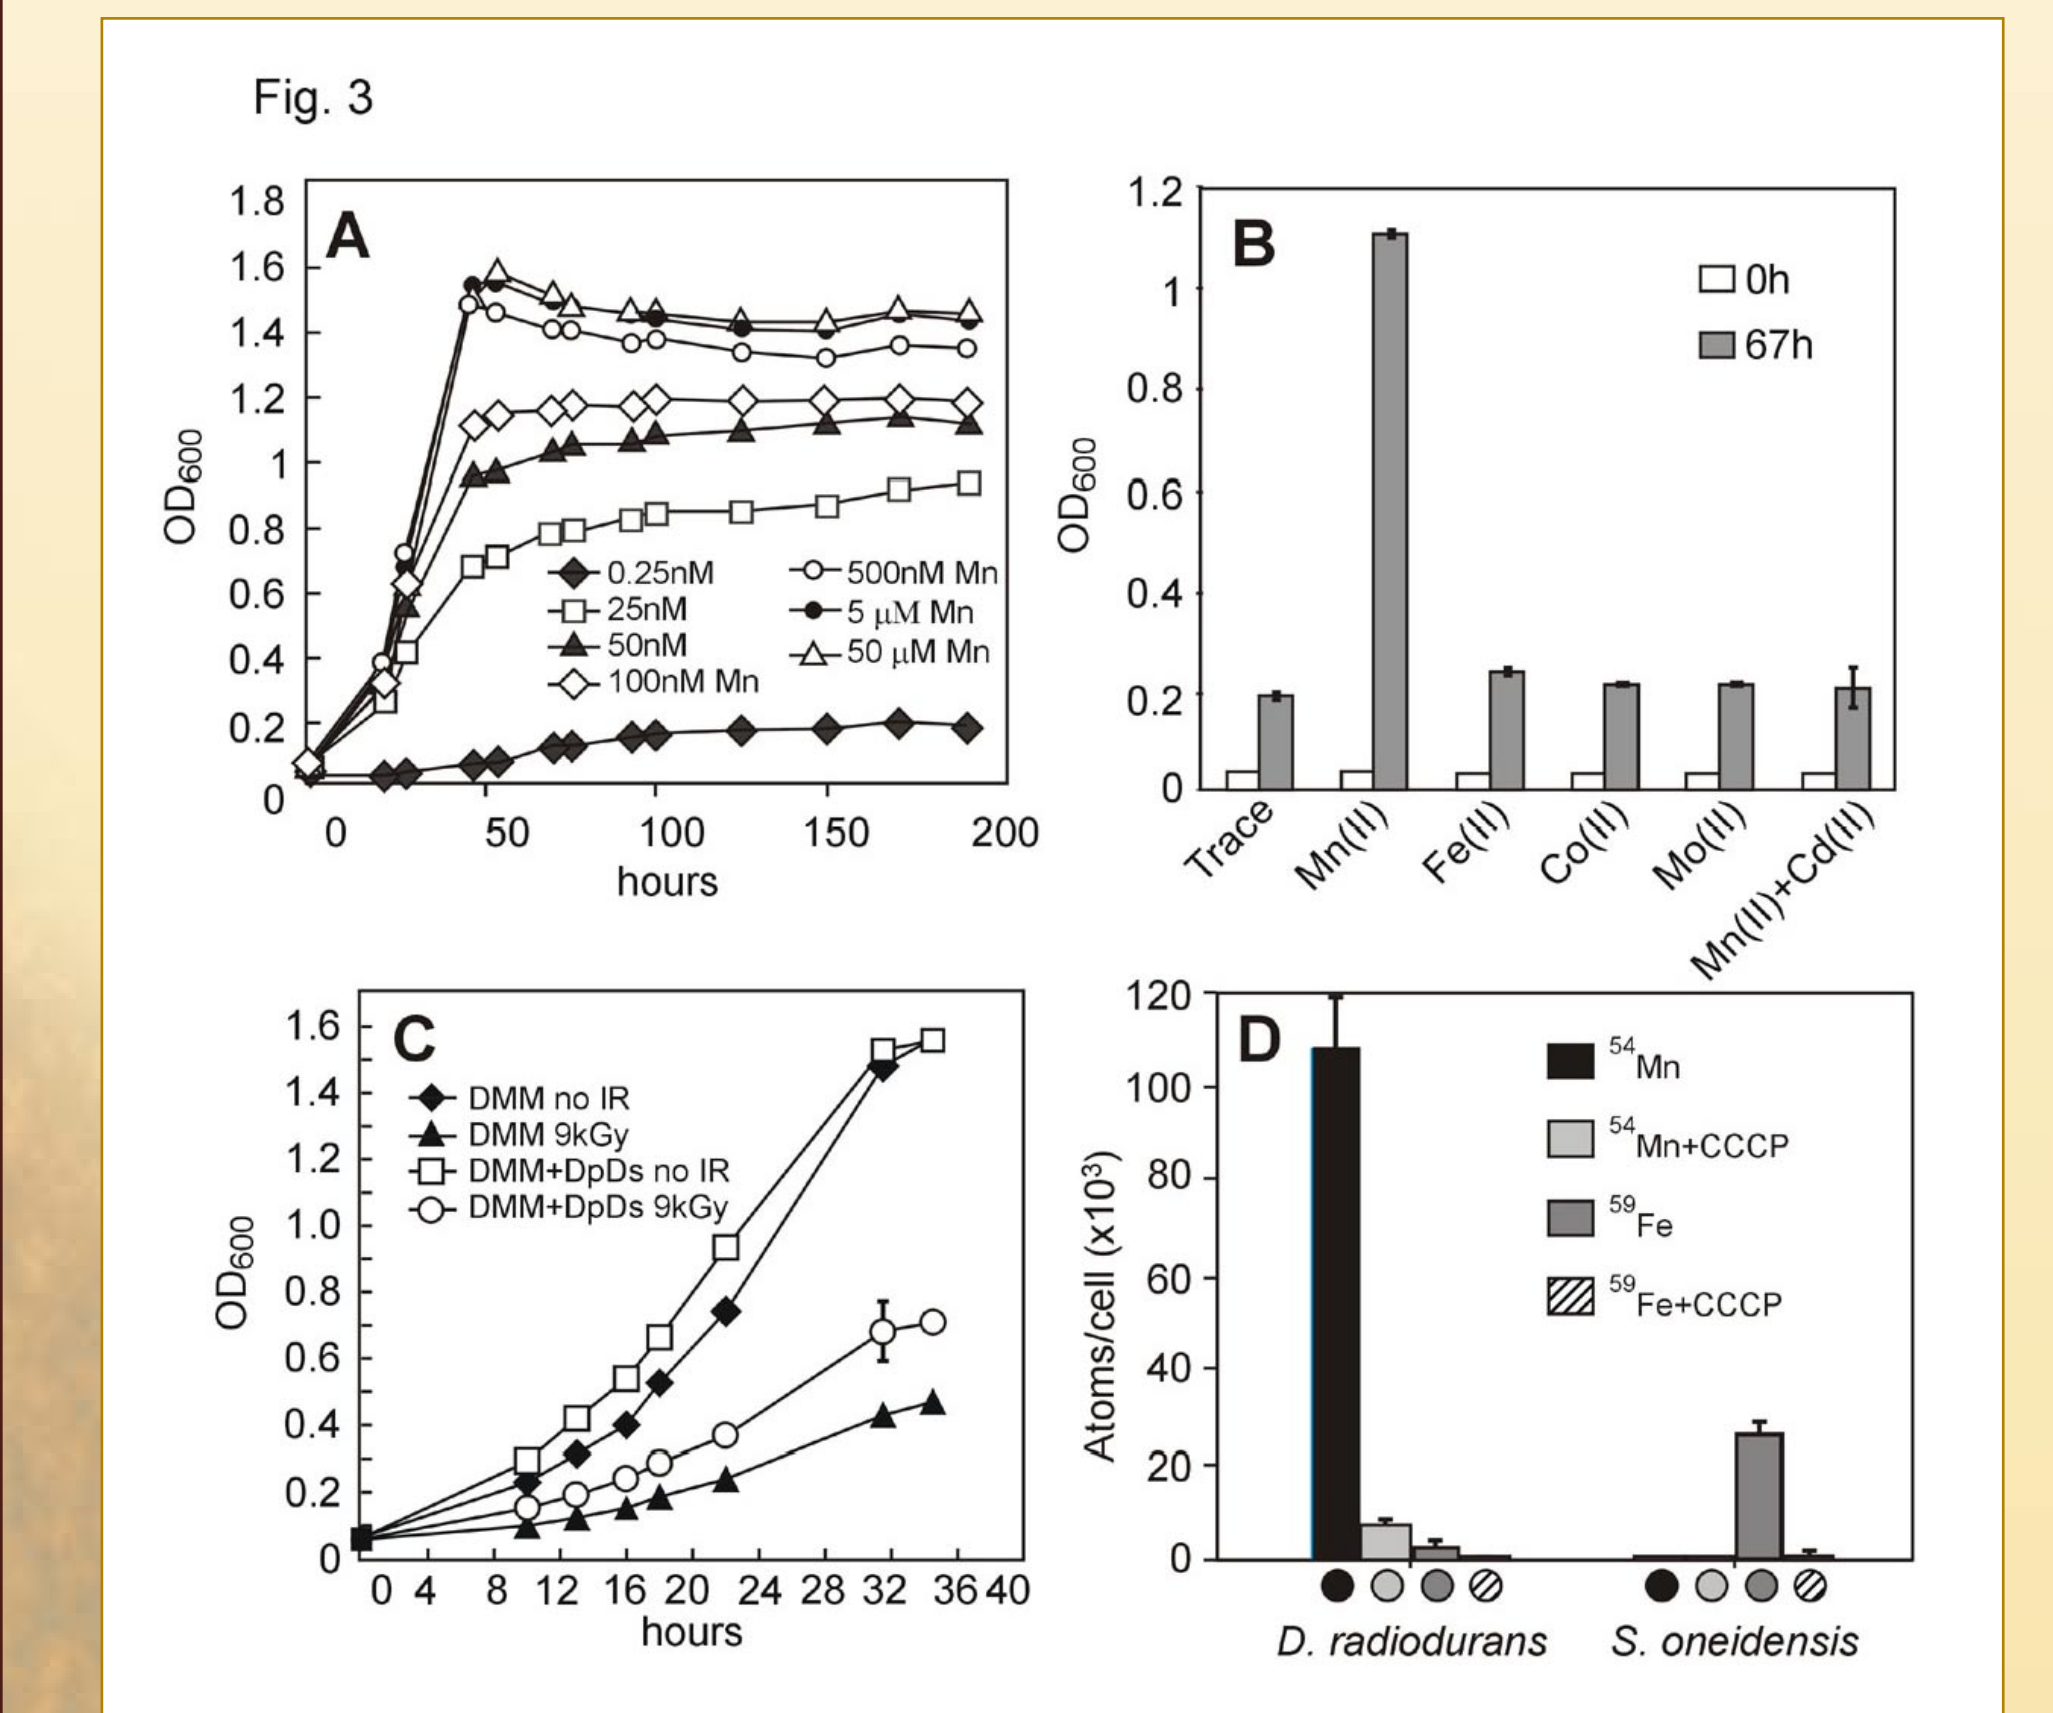 Fig. 3
A
OD600
1.8
1.6
1.4
1.2
1
0.8
0.6
0.4
0.2
0
0.25nM
25nM
50nM
100nM Mn
500nM Mn
5 μM Mn
50 μM Mn
0 50 100 150 200
hours
B
OD600
1.2
1
0.8
0.6
0.4
0.2
0
0h
67h
Trace
Mn(II)
Fe(II)
Co(II)
Mo(II)
Mn(II)+Cd(II)
C
OD600
1.6
1.4
1.2
1.0
0.8
0.6
0.4
0.2
0
DMM no IR
DMM 9kGy
DMM+DpDs no IR
DMM+DpDs 9kGy
0 4 8 12 16 20 24 28 32 36 40
hours
D
Atoms/cell (x10³)
120
100
80
60
40
20
0
⁵⁴Mn
⁵⁴Mn+CCCP
⁵⁹Fe
⁵⁹Fe+CCCP
D. radiodurans S. oneidensis